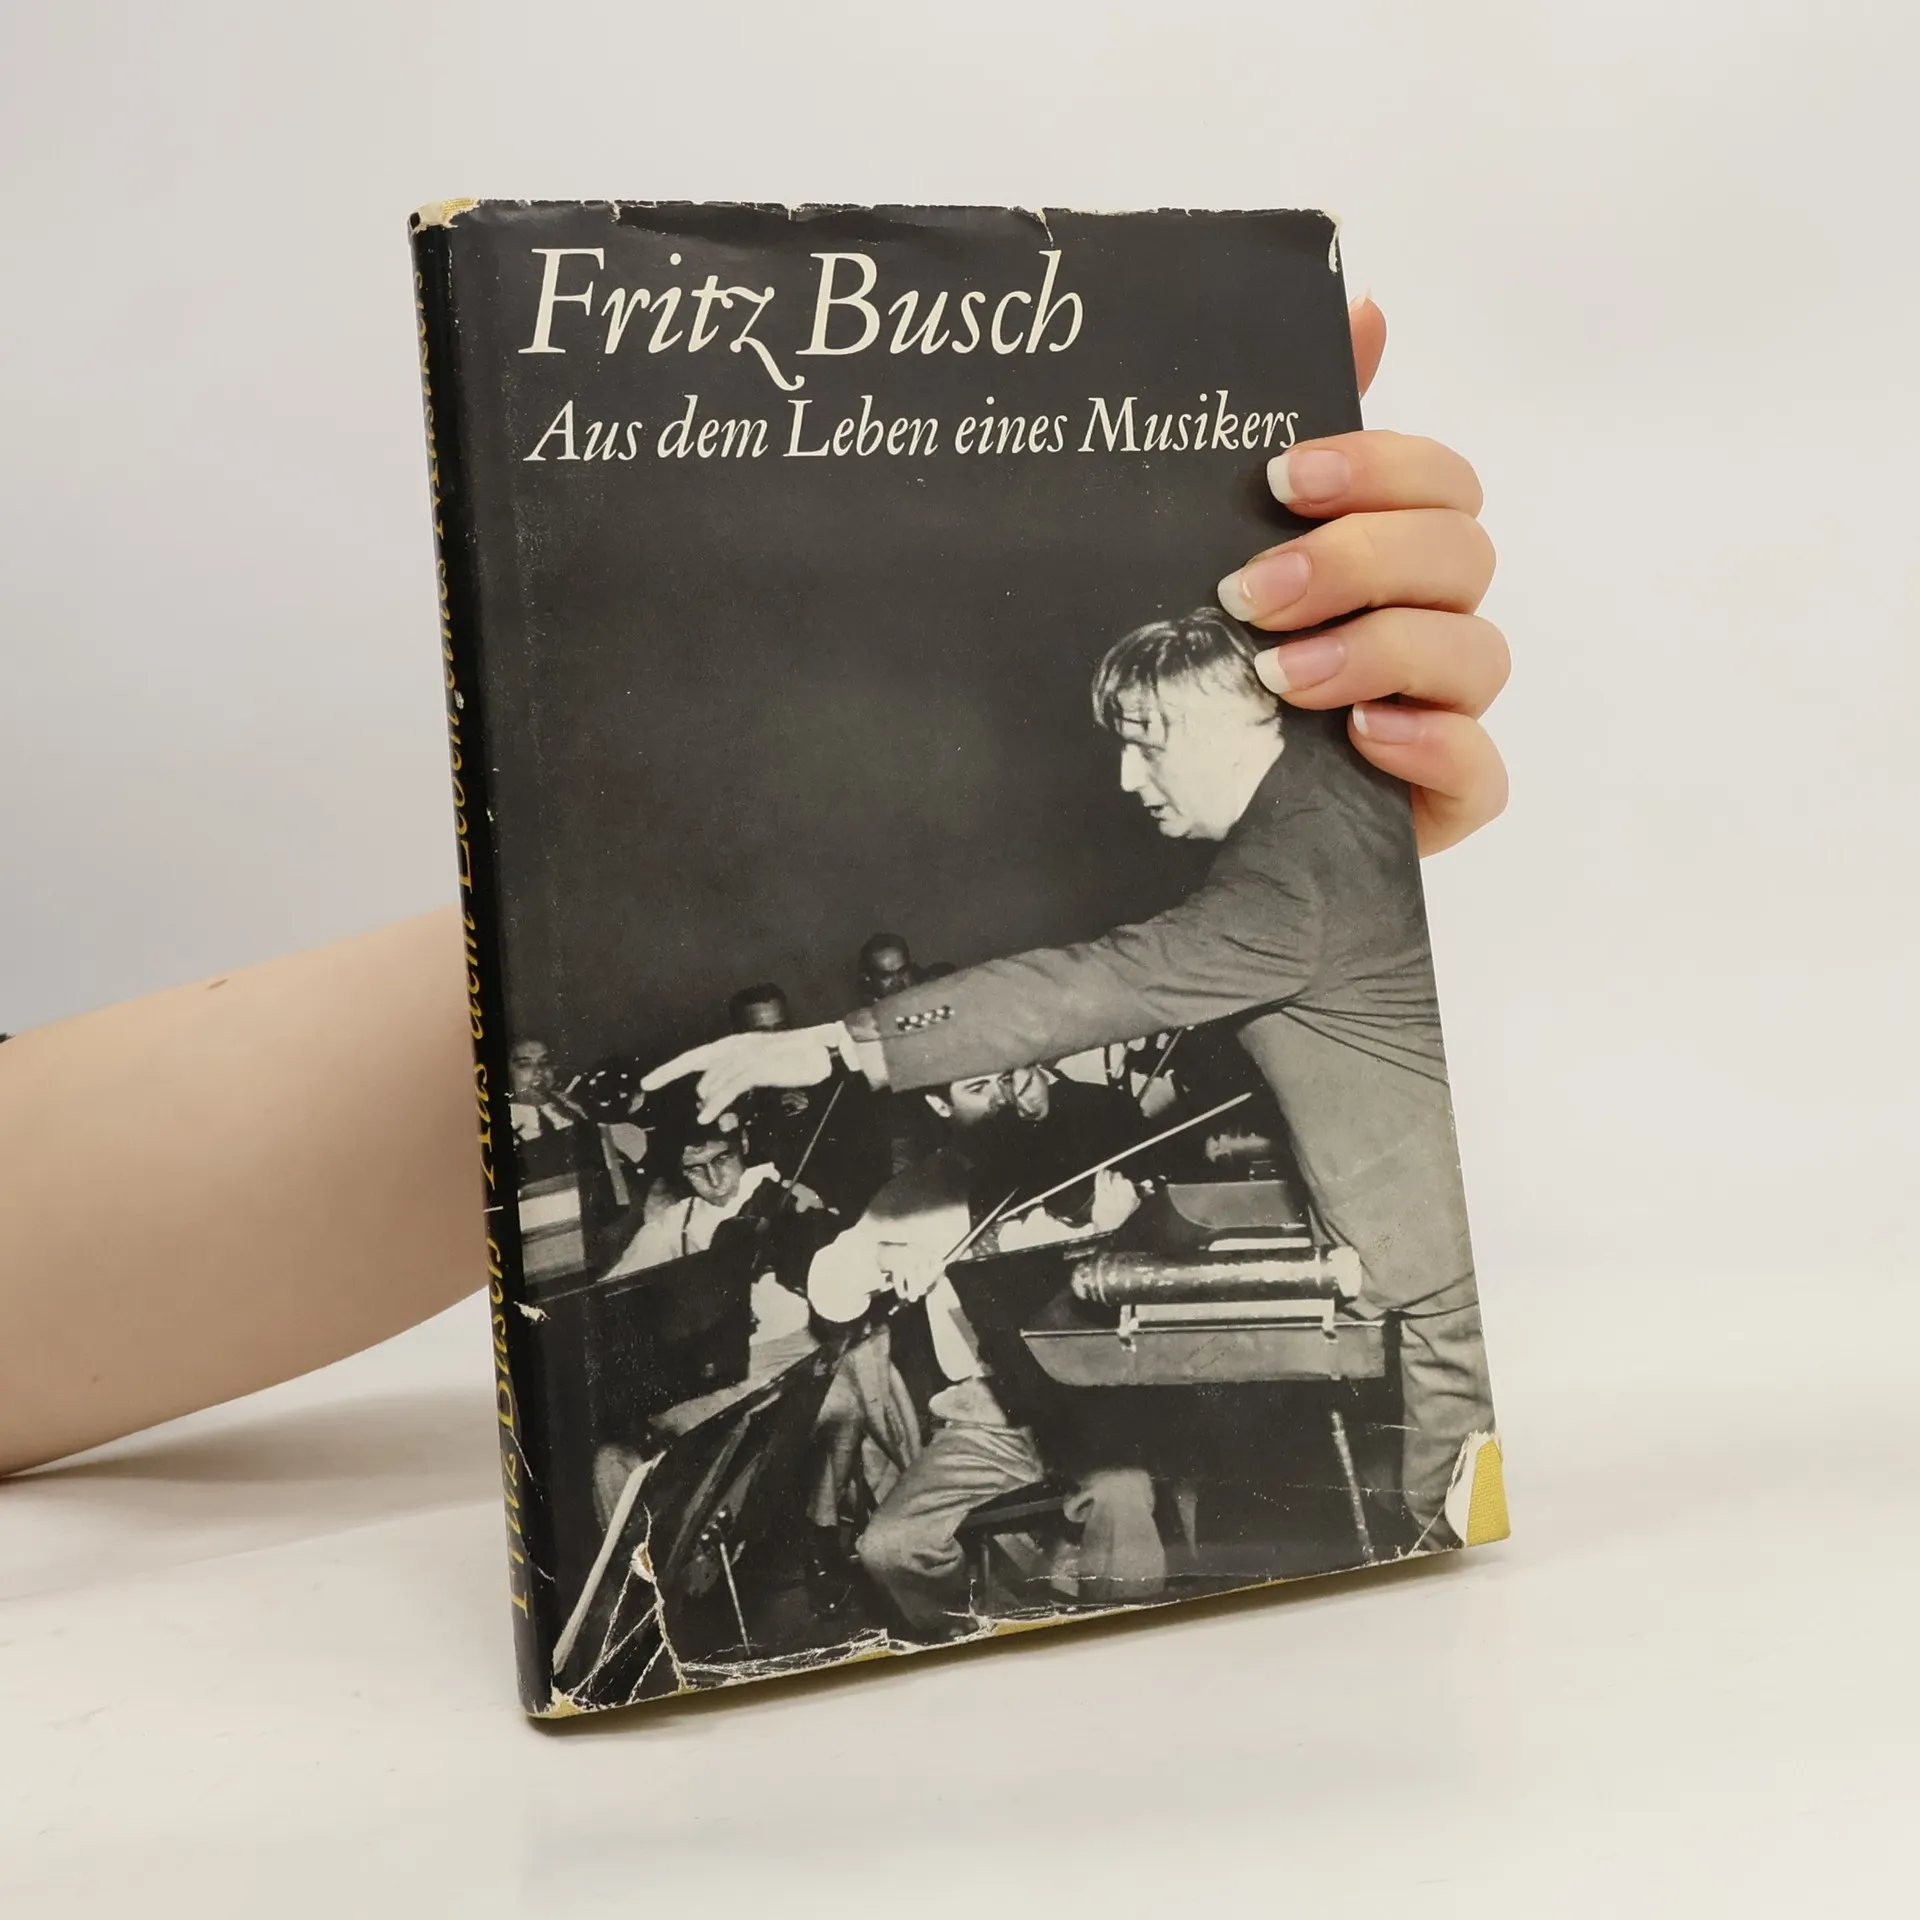 Fritz Busch
Aus dem Leben eines Musikers
Fritz Busch / Aus dem Leben eines Musikers